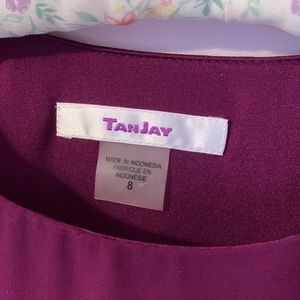 TANJAY
MADE IN INDONESIA
FABRIQUÉ EN
INDONÉSIE
8